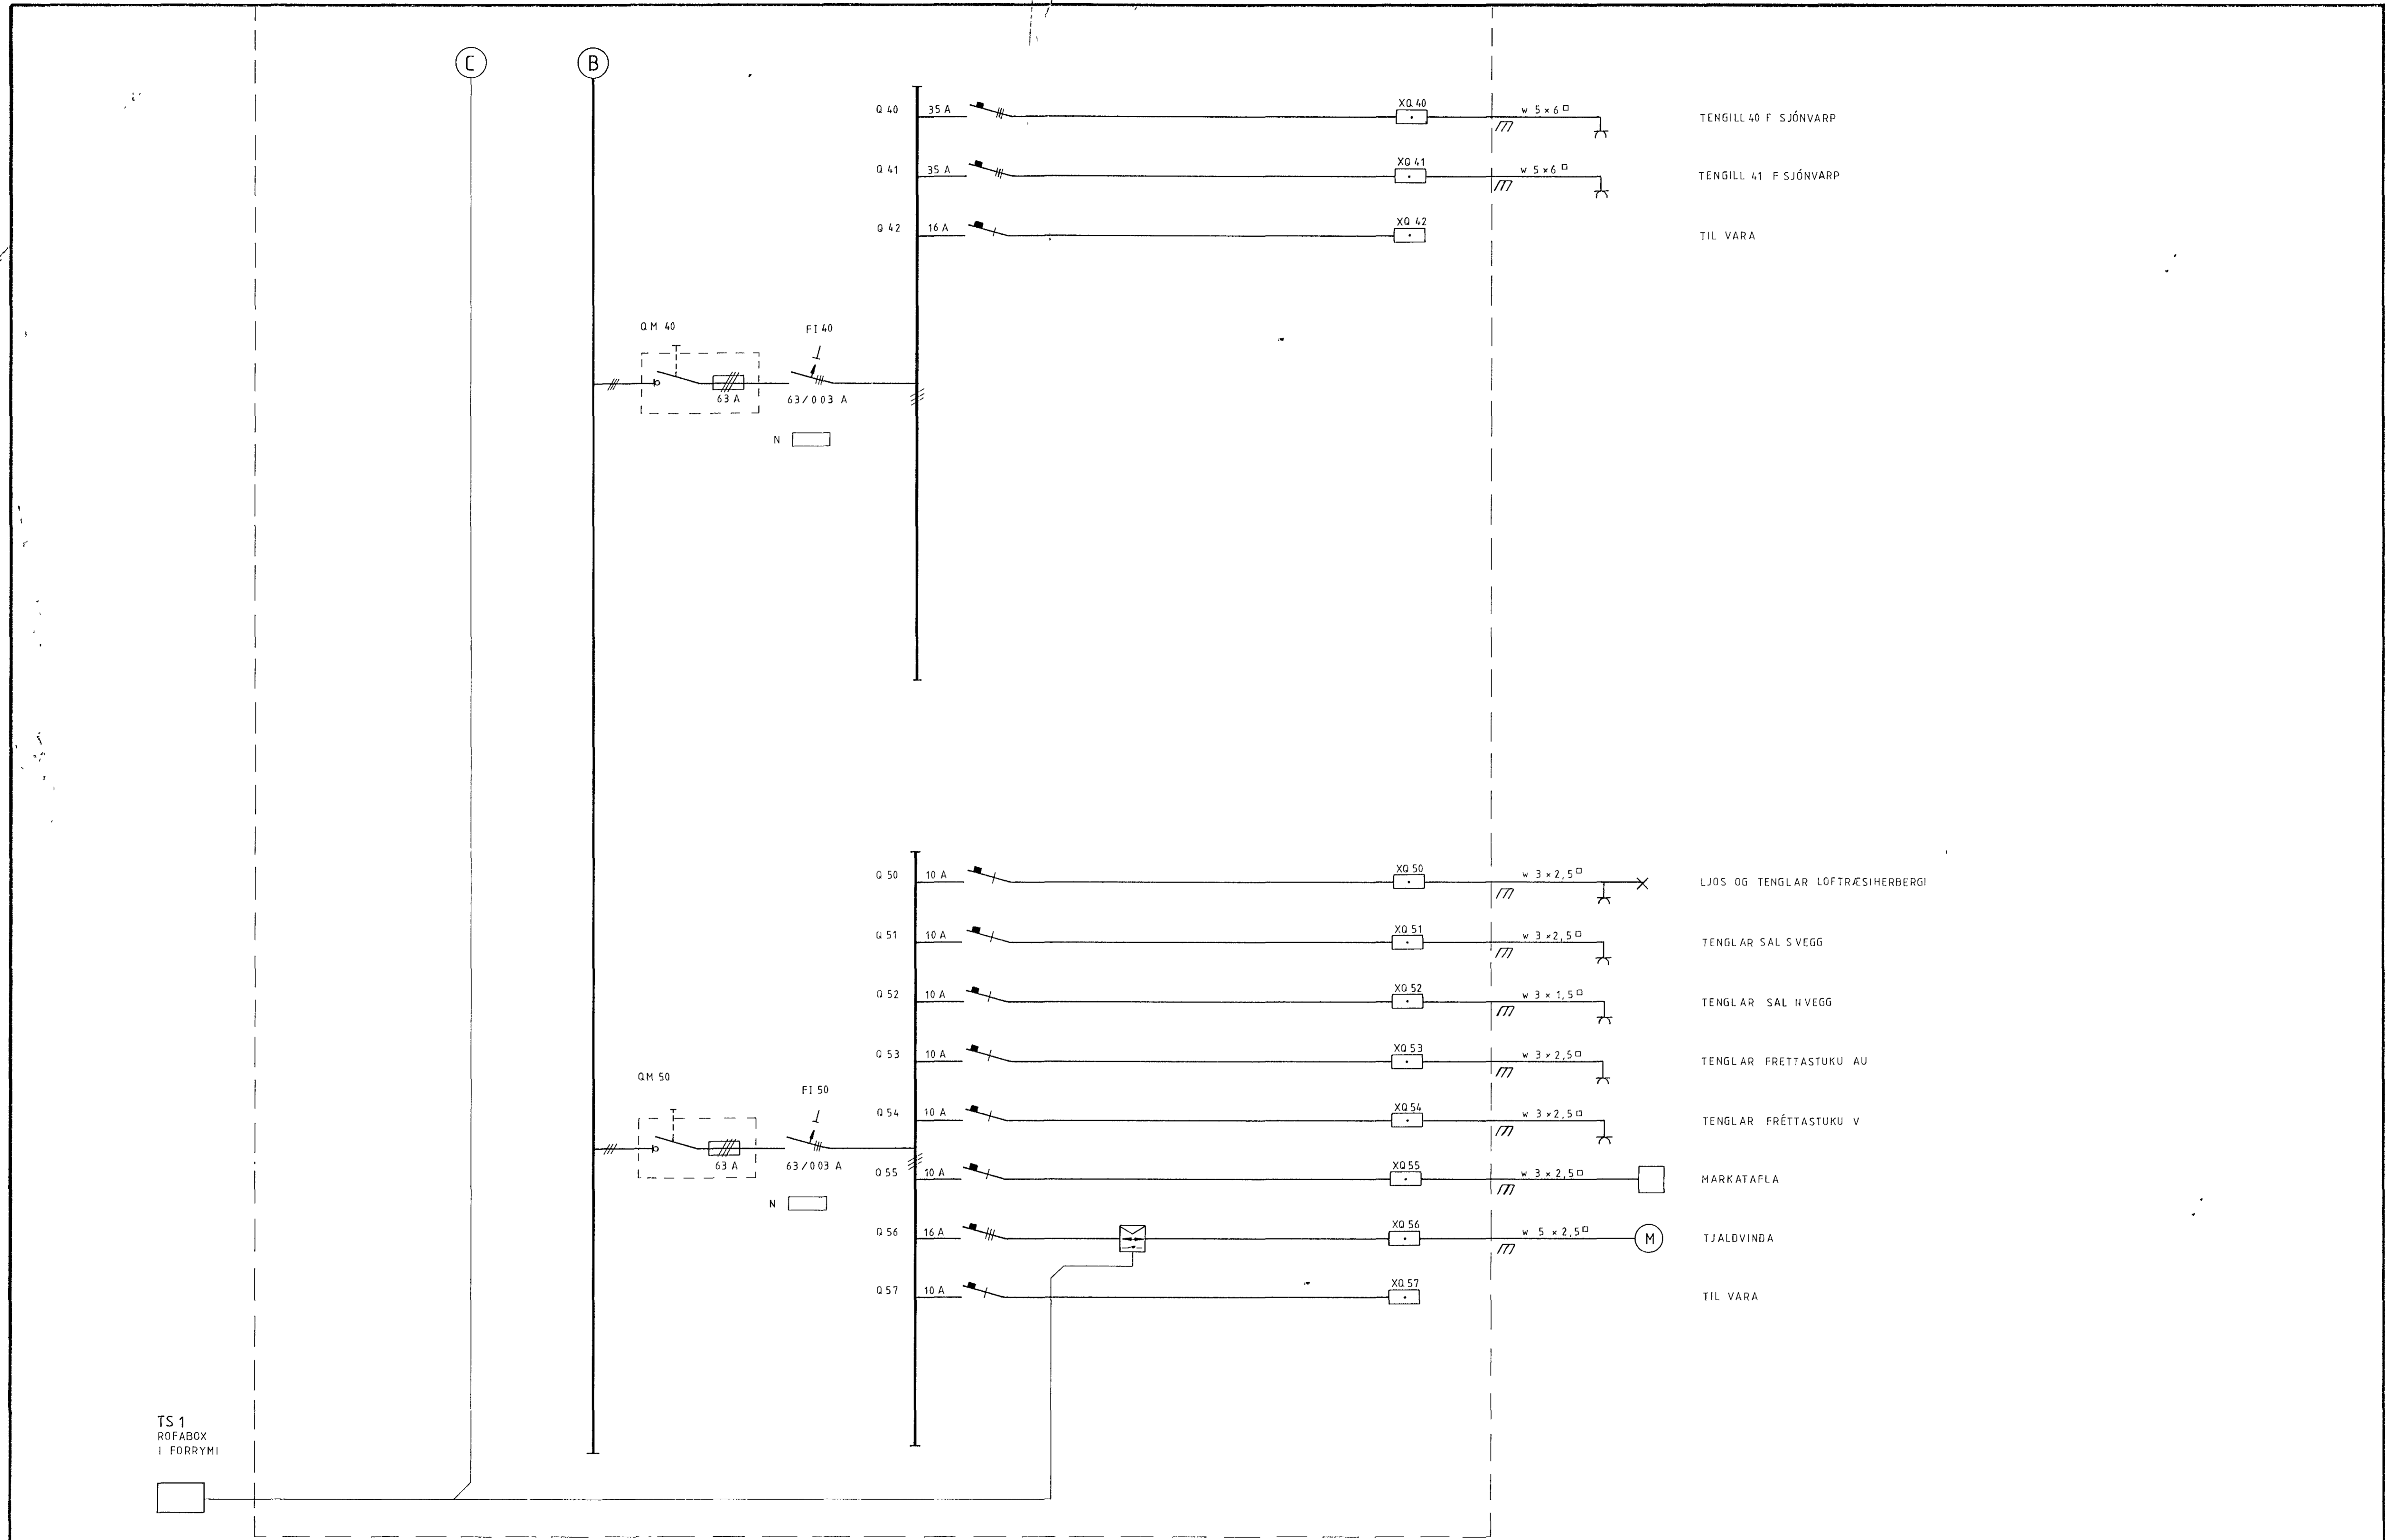 C
B
Q 40 35 A XQ 40 w 5 × 6 □ TENGILL 40 F SJÓNVARP
Q 41 35 A XQ 41 w 5 × 6 □ TENGILL 41 F SJÓNVARP
Q 42 16 A XQ 42 TIL VARA
QM 40 FI 40
63 A 63/003 A
N
Q 50 10 A XQ 50 w 3 × 2,5 □ LJOS OG TENGLAR LOFTRÆSIHERBERGI
Q 51 10 A XQ 51 w 3 × 2,5 □ TENGLAR SAL S VEGG
Q 52 10 A XQ 52 w 3 × 1,5 □ TENGLAR SAL N VEGG
Q 53 10 A XQ 53 w 3 × 2,5 □ TENGLAR FRETTASTUKU AU
QM 50 FI 50
Q 54 10 A XQ 54 w 3 × 2,5 □ TENGLAR FRÉTTASTUKU V
63 A 63/003 A
Q 55 10 A XQ 55 w 3 × 2,5 □ MARKATAFLA
N
Q 56 16 A XQ 56 w 5 × 2,5 □ M TJALDVINDA
Q 57 10 A XQ 57 TIL VARA
TS 1
ROFABOX
I FORRYMI